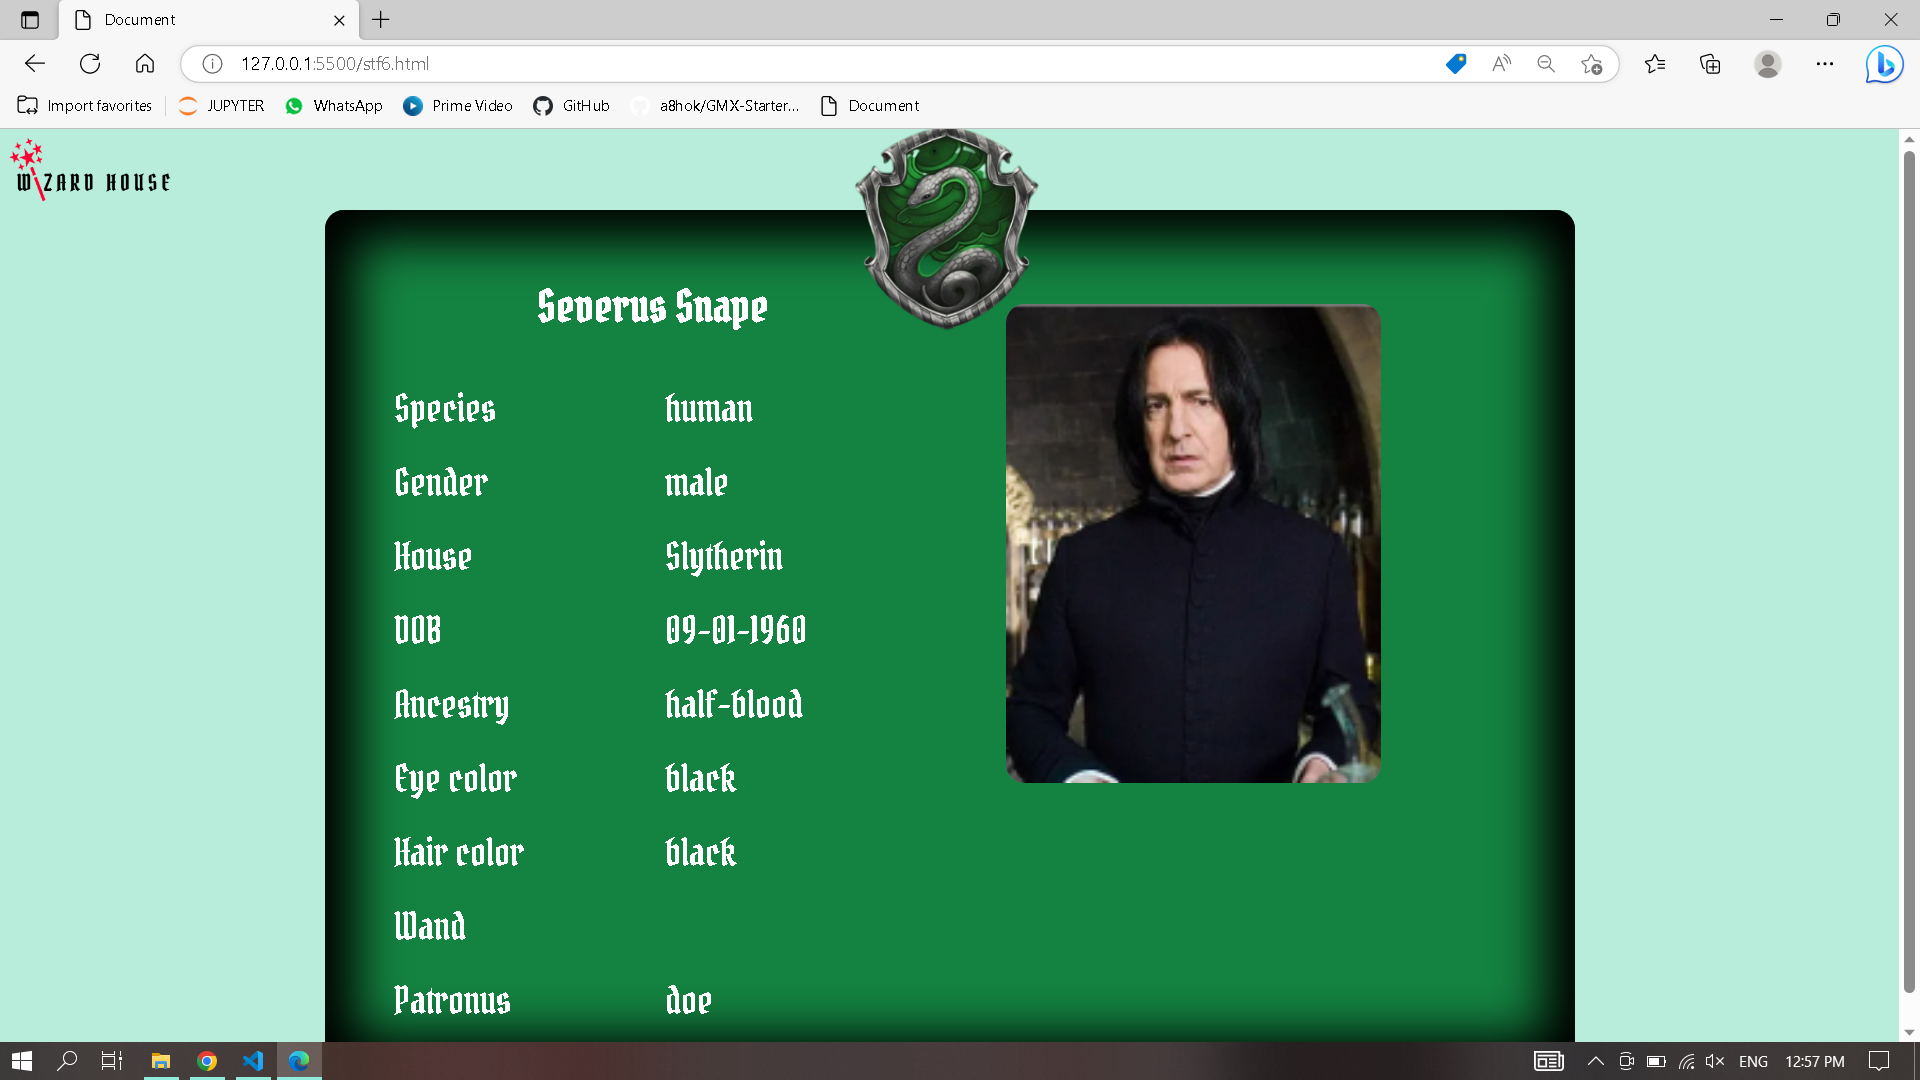 Document
127.0.0.1:5500/stf6.html
Import favorites JUPYTER WhatsApp Prime Video GitHub a8hok/GMX-Starter... Document
WIZARD HOUSE
Severus Snape
Species human
Gender male
House Slytherin
DOB 09-01-1960
Ancestry half-blood
Eye color black
Hair color black
Wand
Patronus doe
ENG 12:57 PM